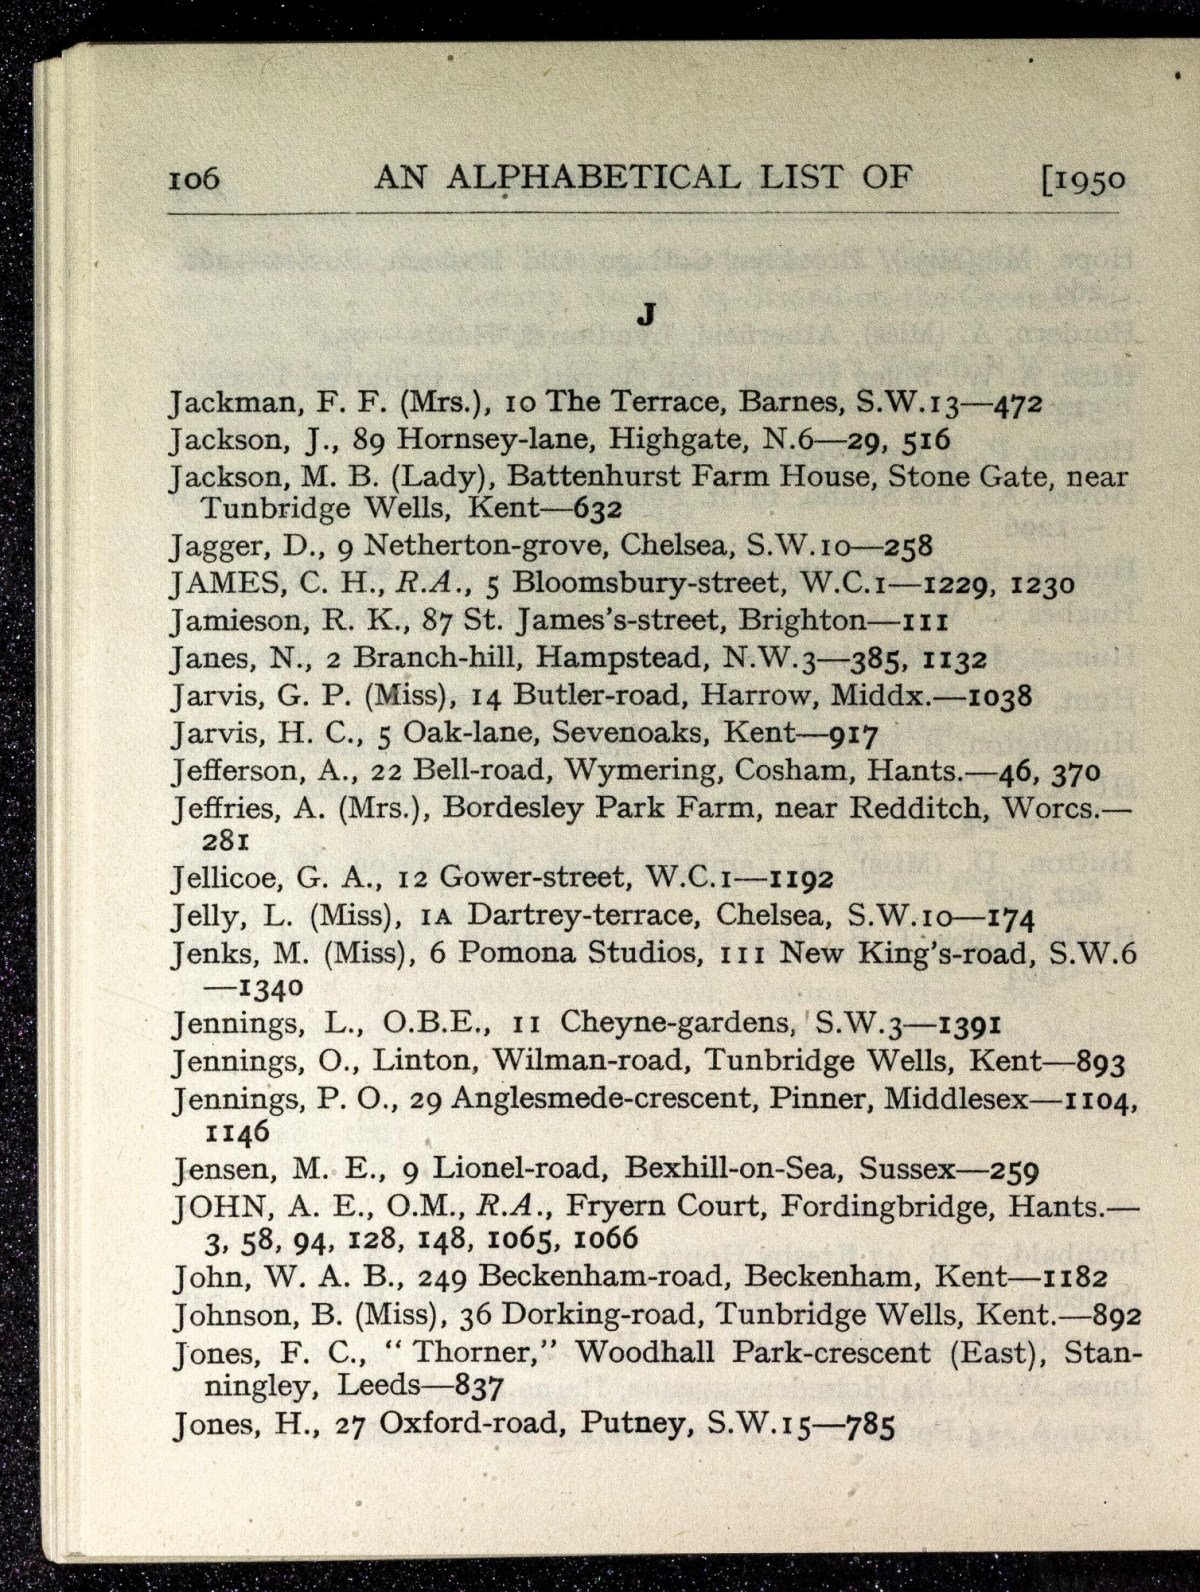 106 AN ALPHABETICAL LIST OF [1950
J
Jackman, F. F. (Mrs.), 10 The Terrace, Barnes, S.W.13—472
Jackson, J., 89 Hornsey-lane, Highgate, N.6—29, 516
Jackson, M. B. (Lady), Battenhurst Farm House, Stone Gate, near
Tunbridge Wells, Kent—632
Jagger, D., 9 Netherton-grove, Chelsea, S.W.10—258
JAMES, C. H., R.A., 5 Bloomsbury-street, W.C.1—1229, 1230
Jamieson, R. K., 87 St. James's-street, Brighton—111
Janes, N., 2 Branch-hill, Hampstead, N.W.3—385, 1132
Jarvis, G. P. (Miss), 14 Butler-road, Harrow, Middx.—1038
Jarvis, H. C., 5 Oak-lane, Sevenoaks, Kent—917
Jefferson, A., 22 Bell-road, Wymering, Cosham, Hants.—46, 370
Jeffries, A. (Mrs.), Bordesley Park Farm, near Redditch, Worcs.—
281
Jellicoe, G. A., 12 Gower-street, W.C.1—1192
Jelly, L. (Miss), 1A Dartrey-terrace, Chelsea, S.W.10—174
Jenks, M. (Miss), 6 Pomona Studios, 111 New King's-road, S.W.6
—1340
Jennings, L., O.B.E., 11 Cheyne-gardens, S.W.3—1391
Jennings, O., Linton, Wilman-road, Tunbridge Wells, Kent—893
Jennings, P. O., 29 Anglesmede-crescent, Pinner, Middlesex—1104,
1146
Jensen, M. E., 9 Lionel-road, Bexhill-on-Sea, Sussex—259
JOHN, A. E., O.M., R.A., Fryern Court, Fordingbridge, Hants.—
3, 58, 94, 128, 148, 1065, 1066
John, W. A. B., 249 Beckenham-road, Beckenham, Kent—1182
Johnson, B. (Miss), 36 Dorking-road, Tunbridge Wells, Kent.—892
Jones, F. C., "Thorner," Woodhall Park-crescent (East), Stan-
ningley, Leeds—837
Jones, H., 27 Oxford-road, Putney, S.W.15—785